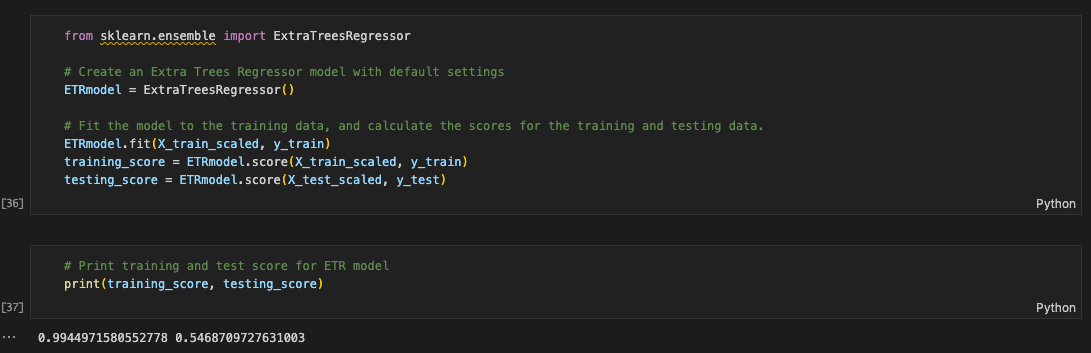 from sklearn.ensemble import ExtraTreesRegressor
# Create an Extra Trees Regressor model with default settings
ETRmodel = ExtraTreesRegressor()
# Fit the model to the training data, and calculate the scores for the training and testing data.
ETRmodel.fit(X_train_scaled, y_train)
training_score = ETRmodel.score(X_train_scaled, y_train)
testing_score = ETRmodel.score(X_test_scaled, y_test)
[36]
Python
# Print training and test score for ETR model
print(training_score, testing_score)
[37]
Python
... 0.9944971580552778 0.5468709727631003